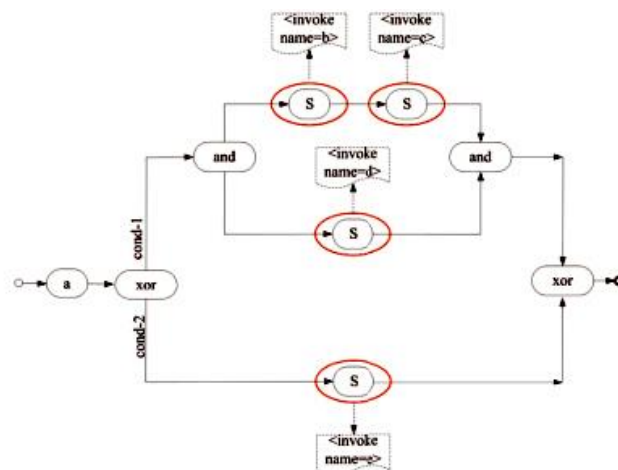 <invoke
name=b>
<invoke
name=c>
S
S
and
and
<invoke
name=d>
S
cond-1
a
xor
xor
cond-2
S
<invoke
name=e>